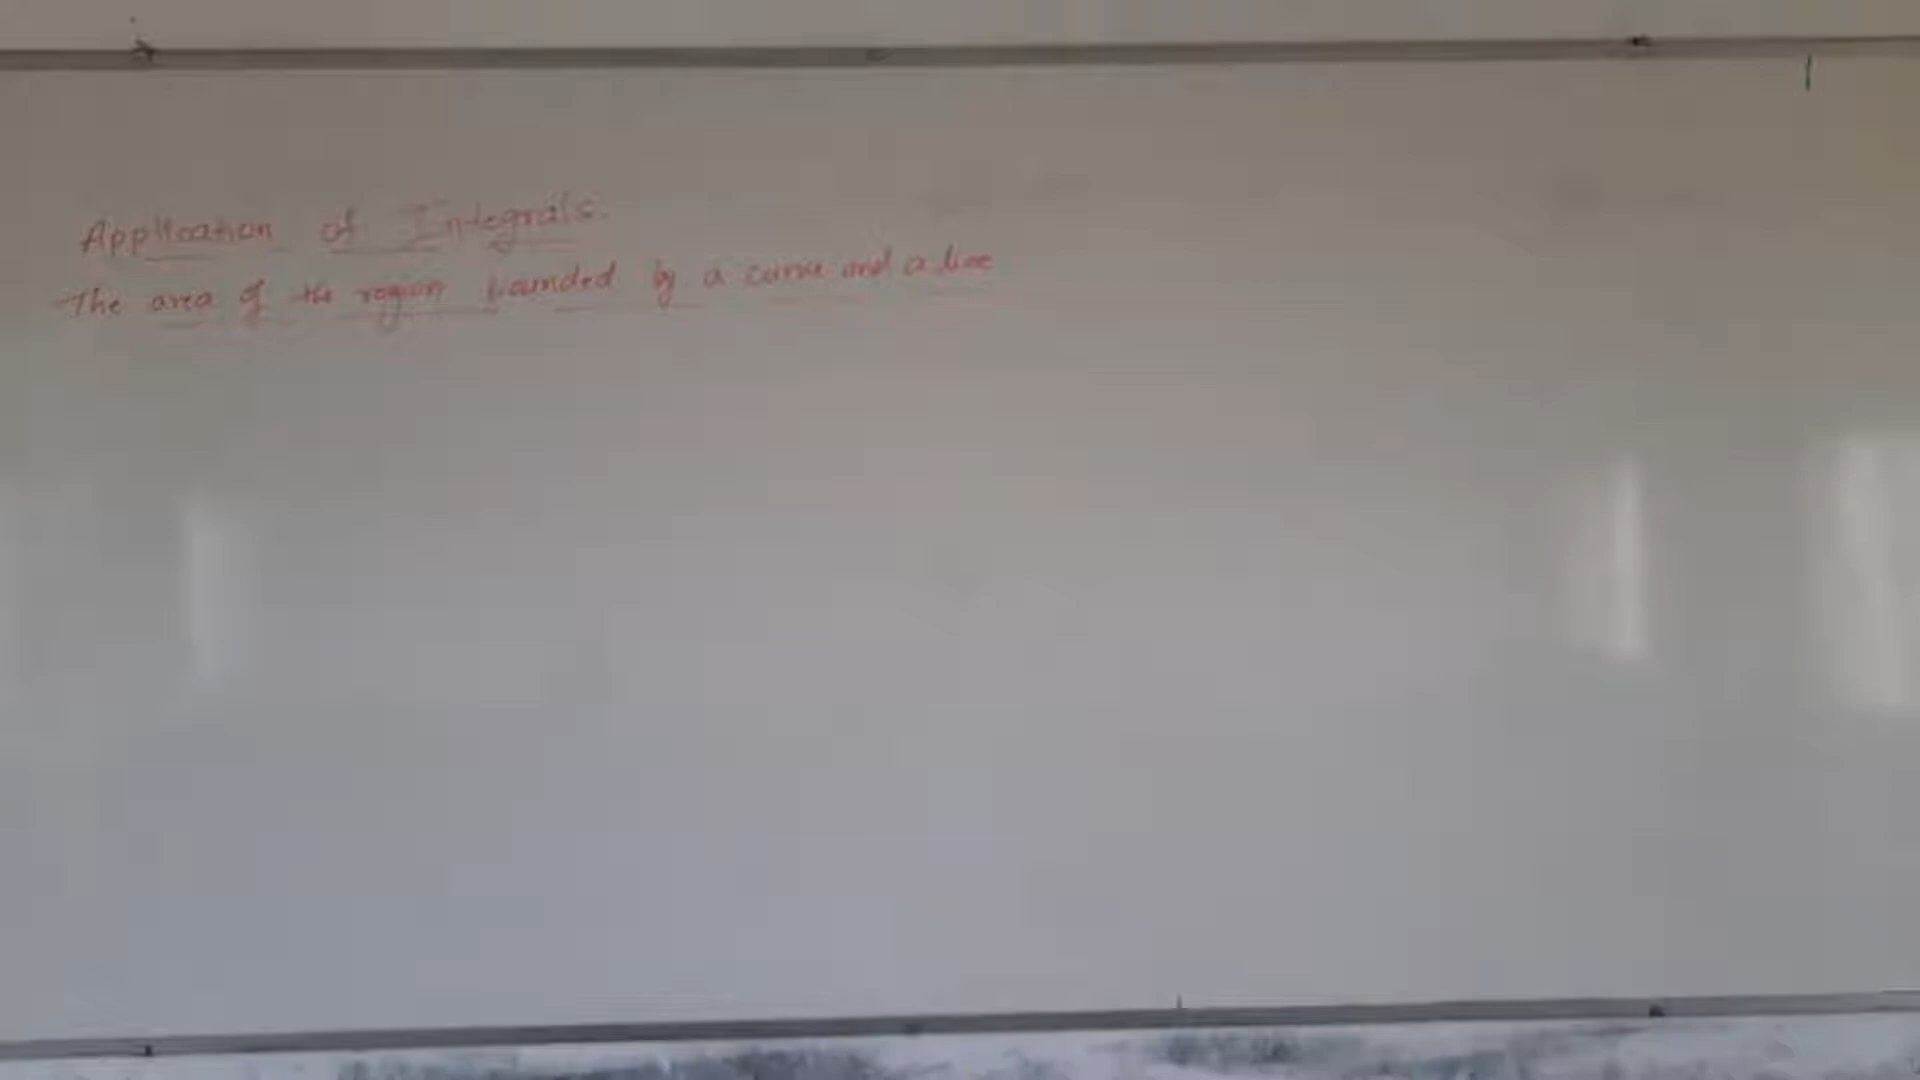 Application of Integrals.
The area of the region bounded by a curve and a line